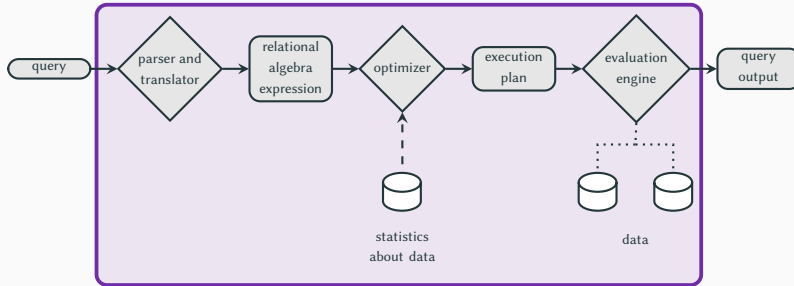 query
parser and
translator
relational
algebra
expression
optimizer
execution
plan
evaluation
engine
query
output
statistics
about data
data